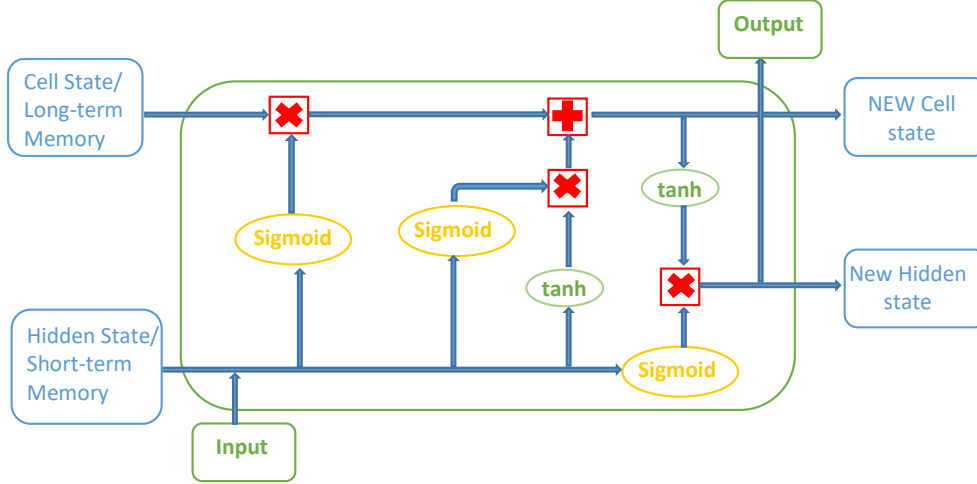 Output
Cell State/
Long-term
Memory
NEW Cell
state
tanh
Sigmoid
Sigmoid
tanh
New Hidden
state
Hidden State/
Short-term
Memory
Sigmoid
Input